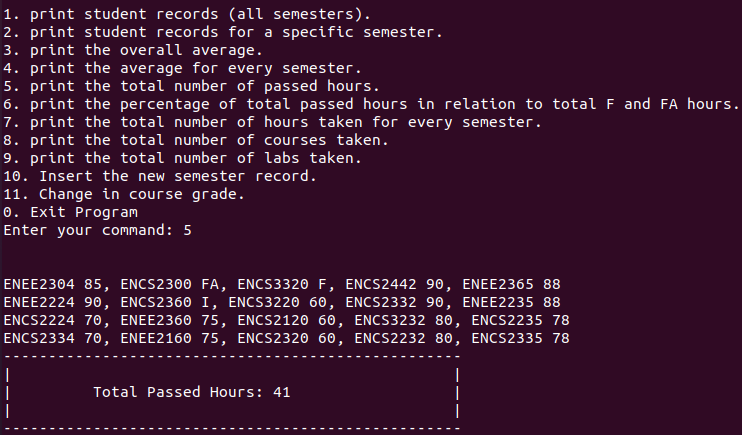 1. print student records (all semesters).
2. print student records for a specific semester.
3. print the overall average.
4. print the average for every semester.
5. print the total number of passed hours.
6. print the percentage of total passed hours in relation to total F and FA hours.
7. print the total number of hours taken for every semester.
8. print the total number of courses taken.
9. print the total number of labs taken.
10. Insert the new semester record.
11. Change in course grade.
0. Exit Program
Enter your command: 5
ENEE2304 85, ENCS2300 FA, ENCS3320 F, ENCS2442 90, ENEE2365 88
ENEE2224 90, ENCS2360 I, ENCS3220 60, ENCS2332 90, ENEE2235 88
ENCS2224 70, ENEE2360 75, ENCS2120 60, ENCS3232 80, ENCS2235 78
ENCS2334 70, ENEE2160 75, ENCS2320 60, ENCS2232 80, ENCS2335 78
---------------------------------------------------
|                                                 |
|         Total Passed Hours: 41                  |
|                                                 |
---------------------------------------------------